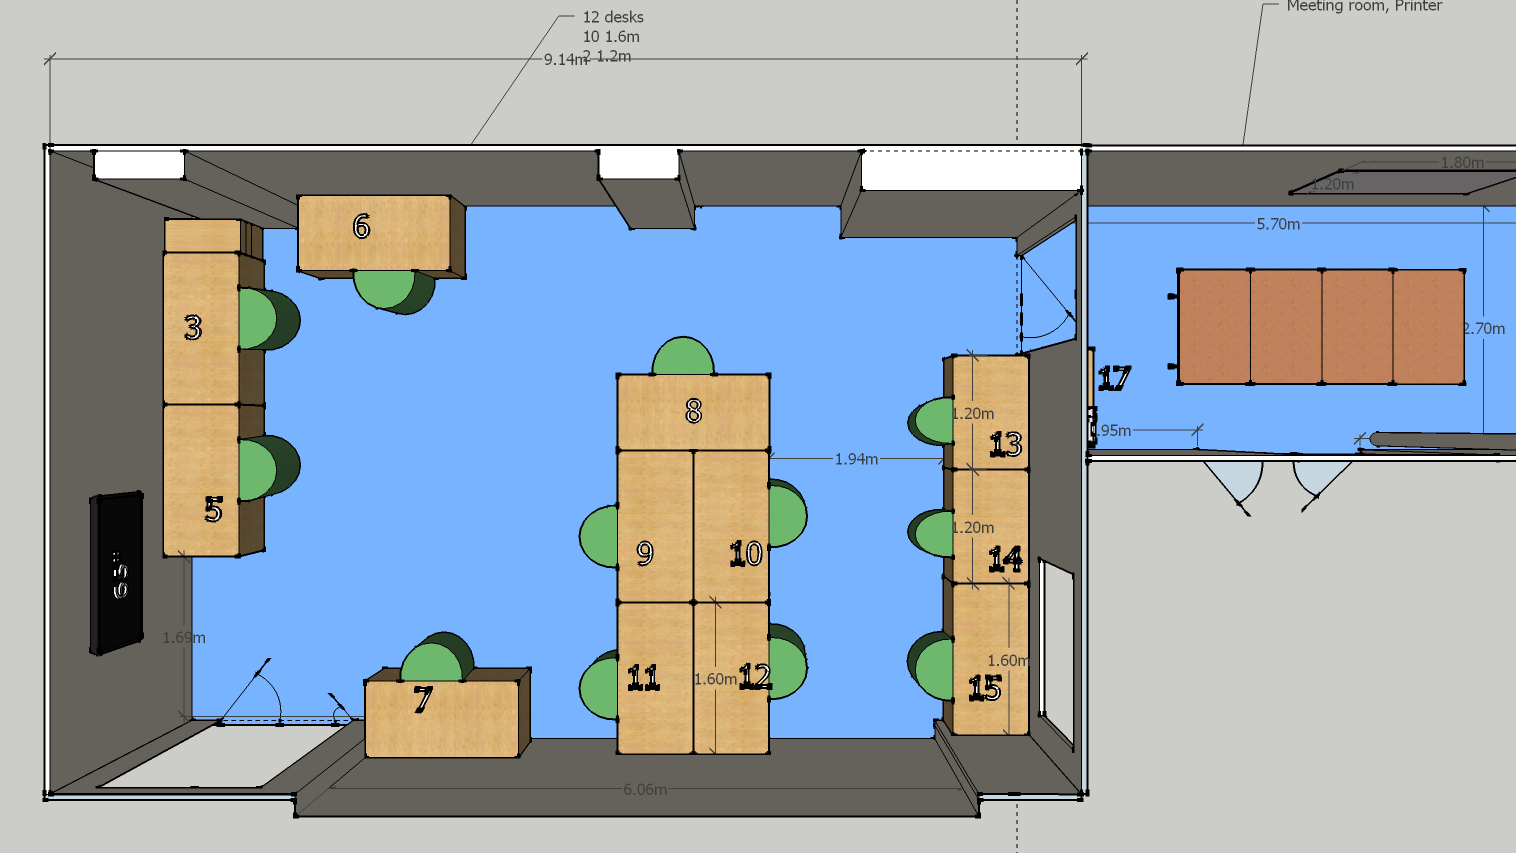 12 desks
10 1.6m
2 1.2m
9.14m
Meeting room, Printer
1.80m
1.20m
5.70m
6
3
2.70m
17
8
1.20m
.95m
13
1.94m
5
1.20m
9
10
14
65"
1.69m
1.60m
11
1.60m
12
15
7
6.06m